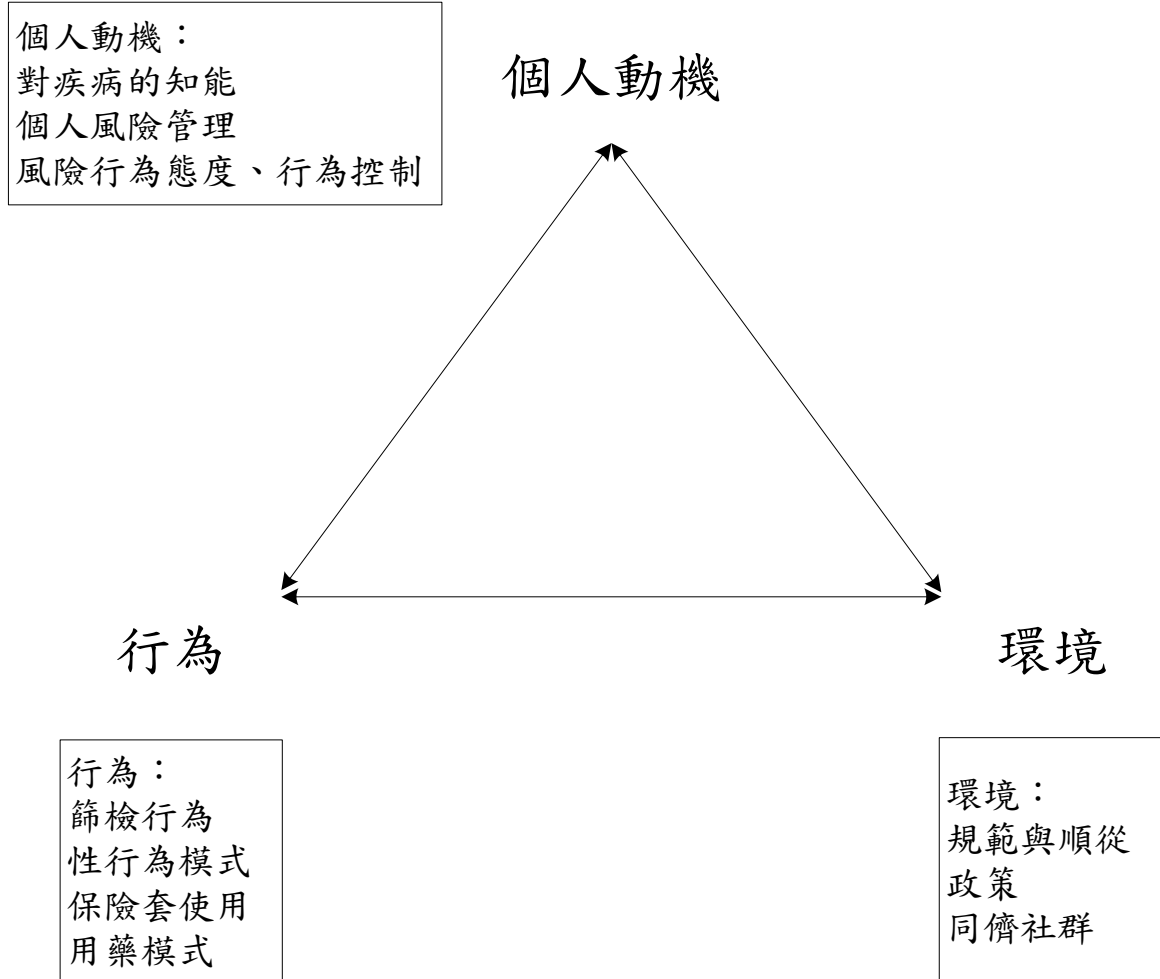 個人動機：
對疾病的知能
個人風險管理
風險行為態度、行為控制
個人動機
行為
環境
行為：
篩檢行為
性行為模式
保險套使用
用藥模式
環境：
規範與順從
政策
同儕社群